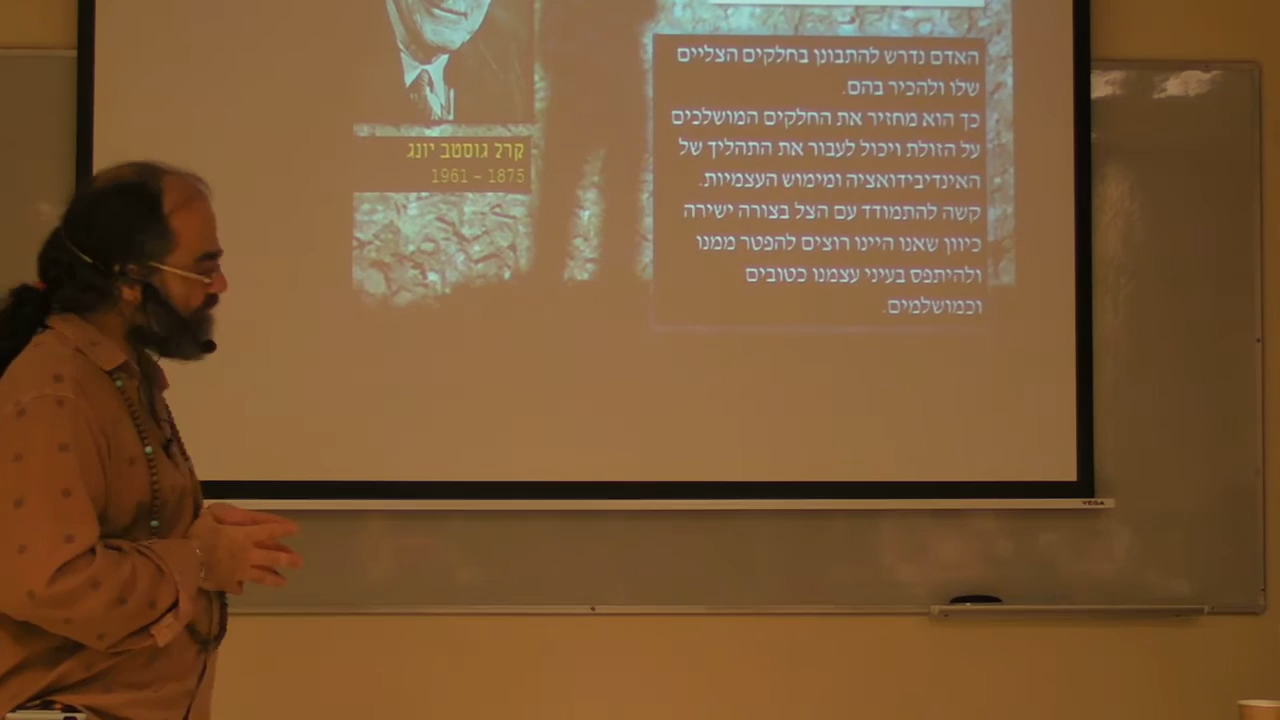 האדם נדרש להתבונן בחלקים הצליים
שלו ולהכיר בהם.
כך הוא מחזיר את החלקים המושלכים
על הזולת ויכול לעבור את התהליך של
האינדיבידואציה ומימוש העצמיות.
קשה להתמודד עם הצל בצורה ישירה
כיוון שאנו היינו רוצים להפטר ממנו
ולהיתפס בעיני עצמנו כטובים
וכמושלמים.
קרל גוסטב יונג
1961 – 1875
VEGA